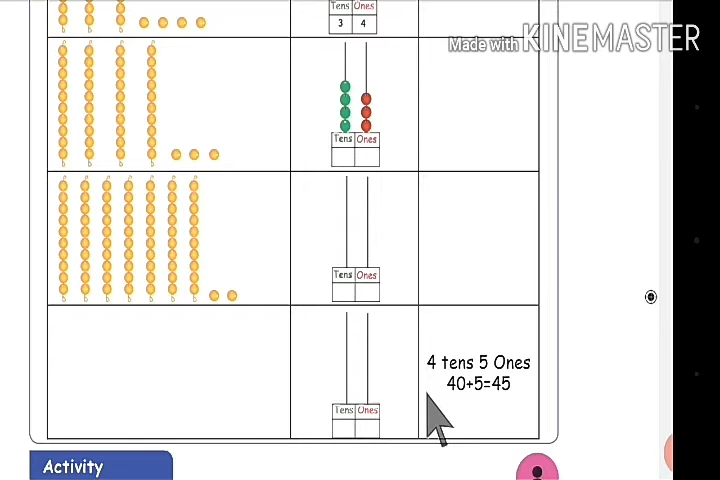 Tens Ones
3 4
Made with KINEMASTER
Tens Ones
Tens Ones
4 tens 5 Ones
40+5=45
Tens Ones
Activity